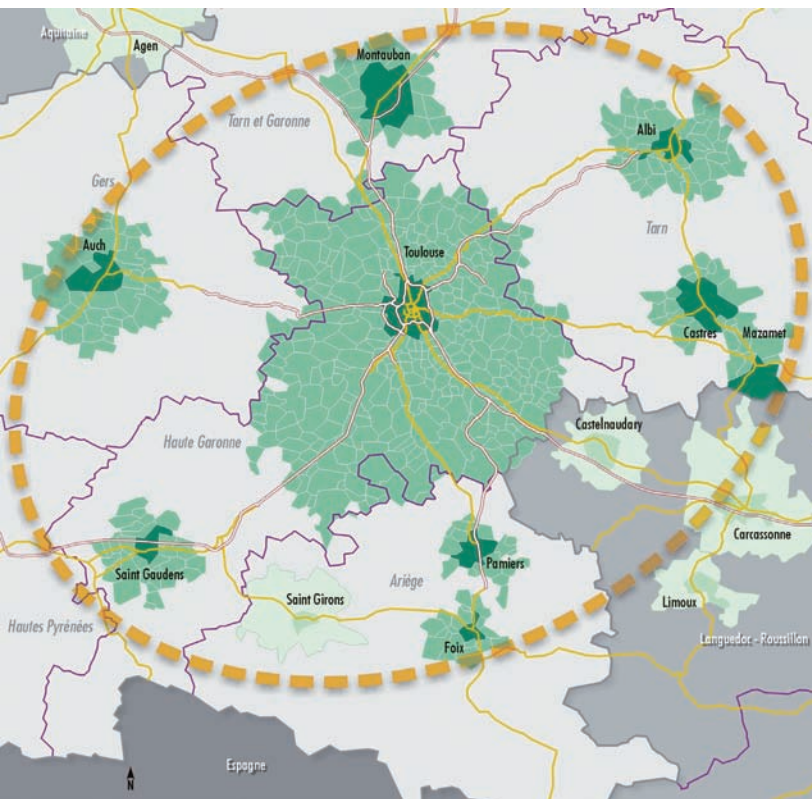 Aquitaine
Agen
Montauban
Tarn et Garonne
Albi
Gers
Tarn
Auch
Toulouse
Castres
Mazamet
Castelnaudary
Haute Garonne
Carcassonne
Saint Gaudens
Pamiers
Ariége
Saint Girons
Limoux
Hautes Pyrénées
Foix
Languedoc - Roussillon
Espagne
N